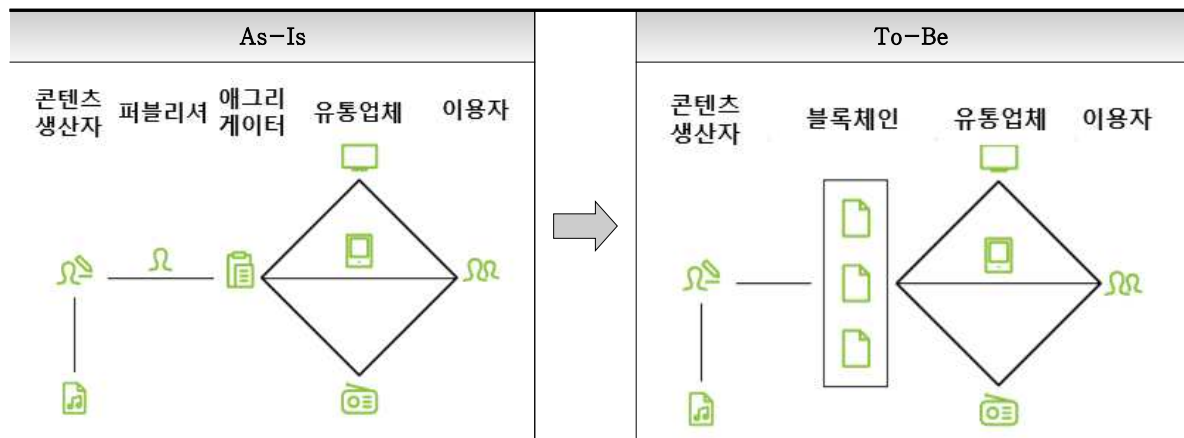 As-Is
To-Be
콘텐츠
생산자
퍼블리셔
애그리
게이터
유통업체
이용자
콘텐츠
생산자
블록체인
유통업체
이용자